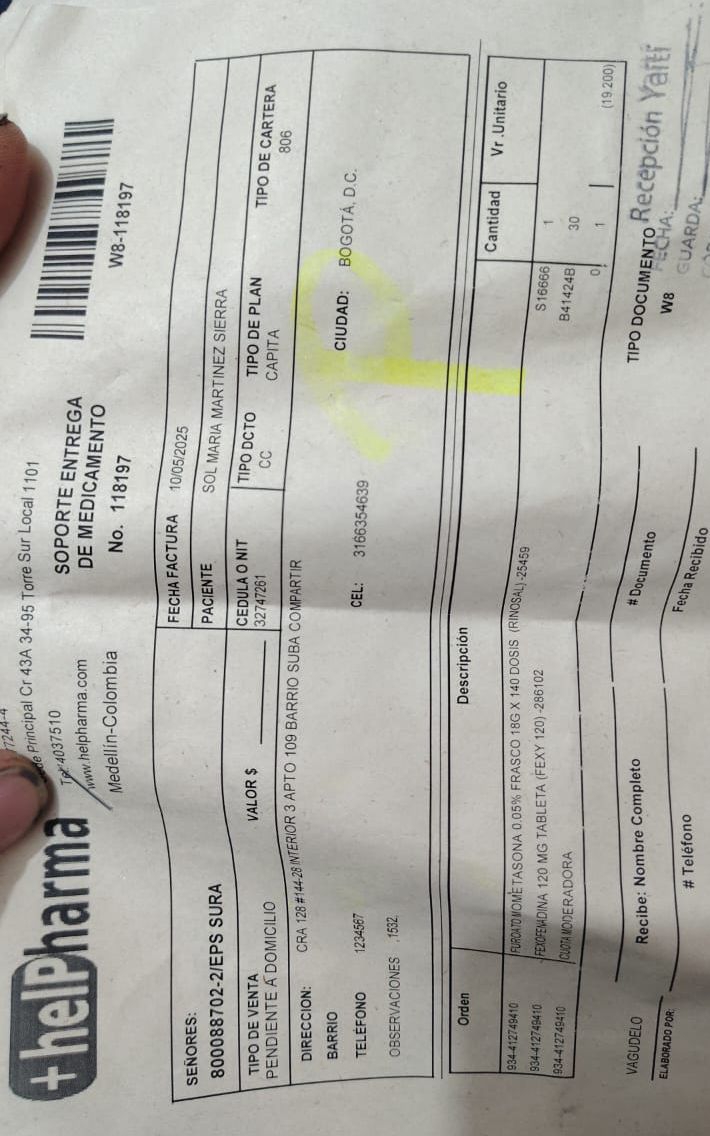 +helPharma
7244-4
Principal Cr 43A 34-95 Torre Sur Local 1101
Tel:4037510
www.helpharma.com
Medellín-Colombia
SOPORTE ENTREGA
DE MEDICAMENTO
No. 118197
W8-118197
SEÑORES:
800088702-2/EPS SURA
FECHA FACTURA 10/05/2025
PACIENTE SOL MARIA MARTINEZ SIERRA
TIPO DE VENTA VALOR $ CEDULA O NIT TIPO DCTO TIPO DE PLAN TIPO DE CARTERA
PENDIENTE A DOMICILIO 32747261 CC CAPITA 806
DIRECCION: CRA 128 #144-28 INTERIOR 3 APTO 109 BARRIO SUBA COMPARTIR
BARRIO CIUDAD: BOGOTÁ, D.C.
TELÉFONO 1234567 CEL: 3166354639
OBSERVACIONES .1532
Orden Descripción Cantidad Vr .Unitario
934-412749410 FUROATO MOMETASONA 0.05% FRASCO 18G X 140 DOSIS (RINOSAL)-25459 S16666 1
934-412749410 FEXOFENADINA 120 MG TABLETA (FEXY 120)-286102 B41424B 30
934-412749410 CUOTA MODERADORA 0 1 (19.200)
VAGUDELO
ELABORADO POR:
Recibe: Nombre Completo # Documento TIPO DOCUMENTO
W8
# Teléfono Fecha Recibido
Recepción Yaiti
FECHA:
GUARDA: